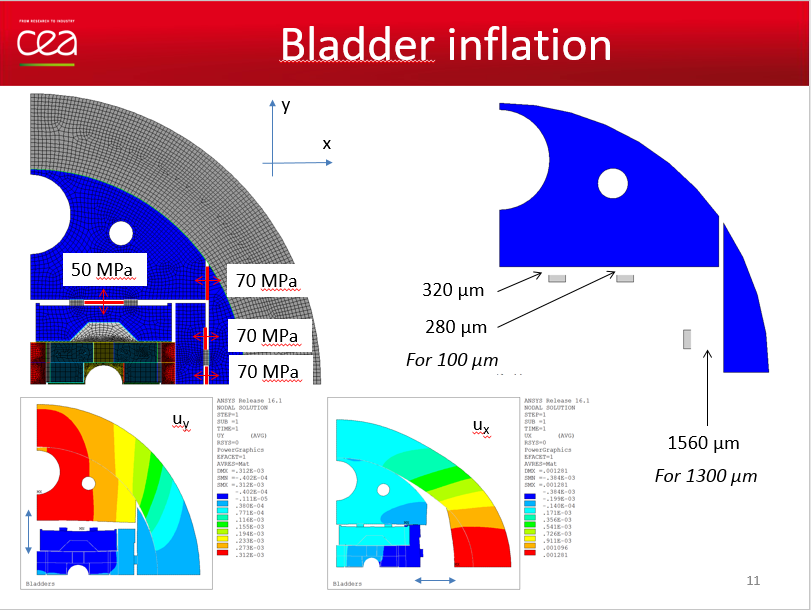 FROM RESEARCH TO INDUSTRY
cea
Bladder inflation
y
x
50 MPa
70 MPa
70 MPa
70 MPa
320 µm
280 µm
For 100 µm
1560 µm
For 1300 µm
uy
ANSYS Release 16.1
NODAL SOLUTION
STEP=1
SUB =1
TIME=1
UY (AVG)
RSYS=0
PowerGraphics
EFACET=1
AVRES=Mat
DMX =.312E-03
SMN =-.402E-04
SMX =.312E-03
-.402E-04
-.111E-05
.380E-04
.771E-04
.116E-03
.155E-03
.194E-03
.233E-03
.273E-03
.312E-03
Bladders
ux
ANSYS Release 16.1
NODAL SOLUTION
STEP=1
SUB =1
TIME=1
UX (AVG)
RSYS=0
PowerGraphics
EFACET=1
AVRES=Mat
DMX =.001281
SMN =-.384E-03
SMX =.001281
-.384E-03
-.199E-03
-.140E-04
.171E-03
.356E-03
.541E-03
.726E-03
.911E-03
.001096
.001281
Bladders
11